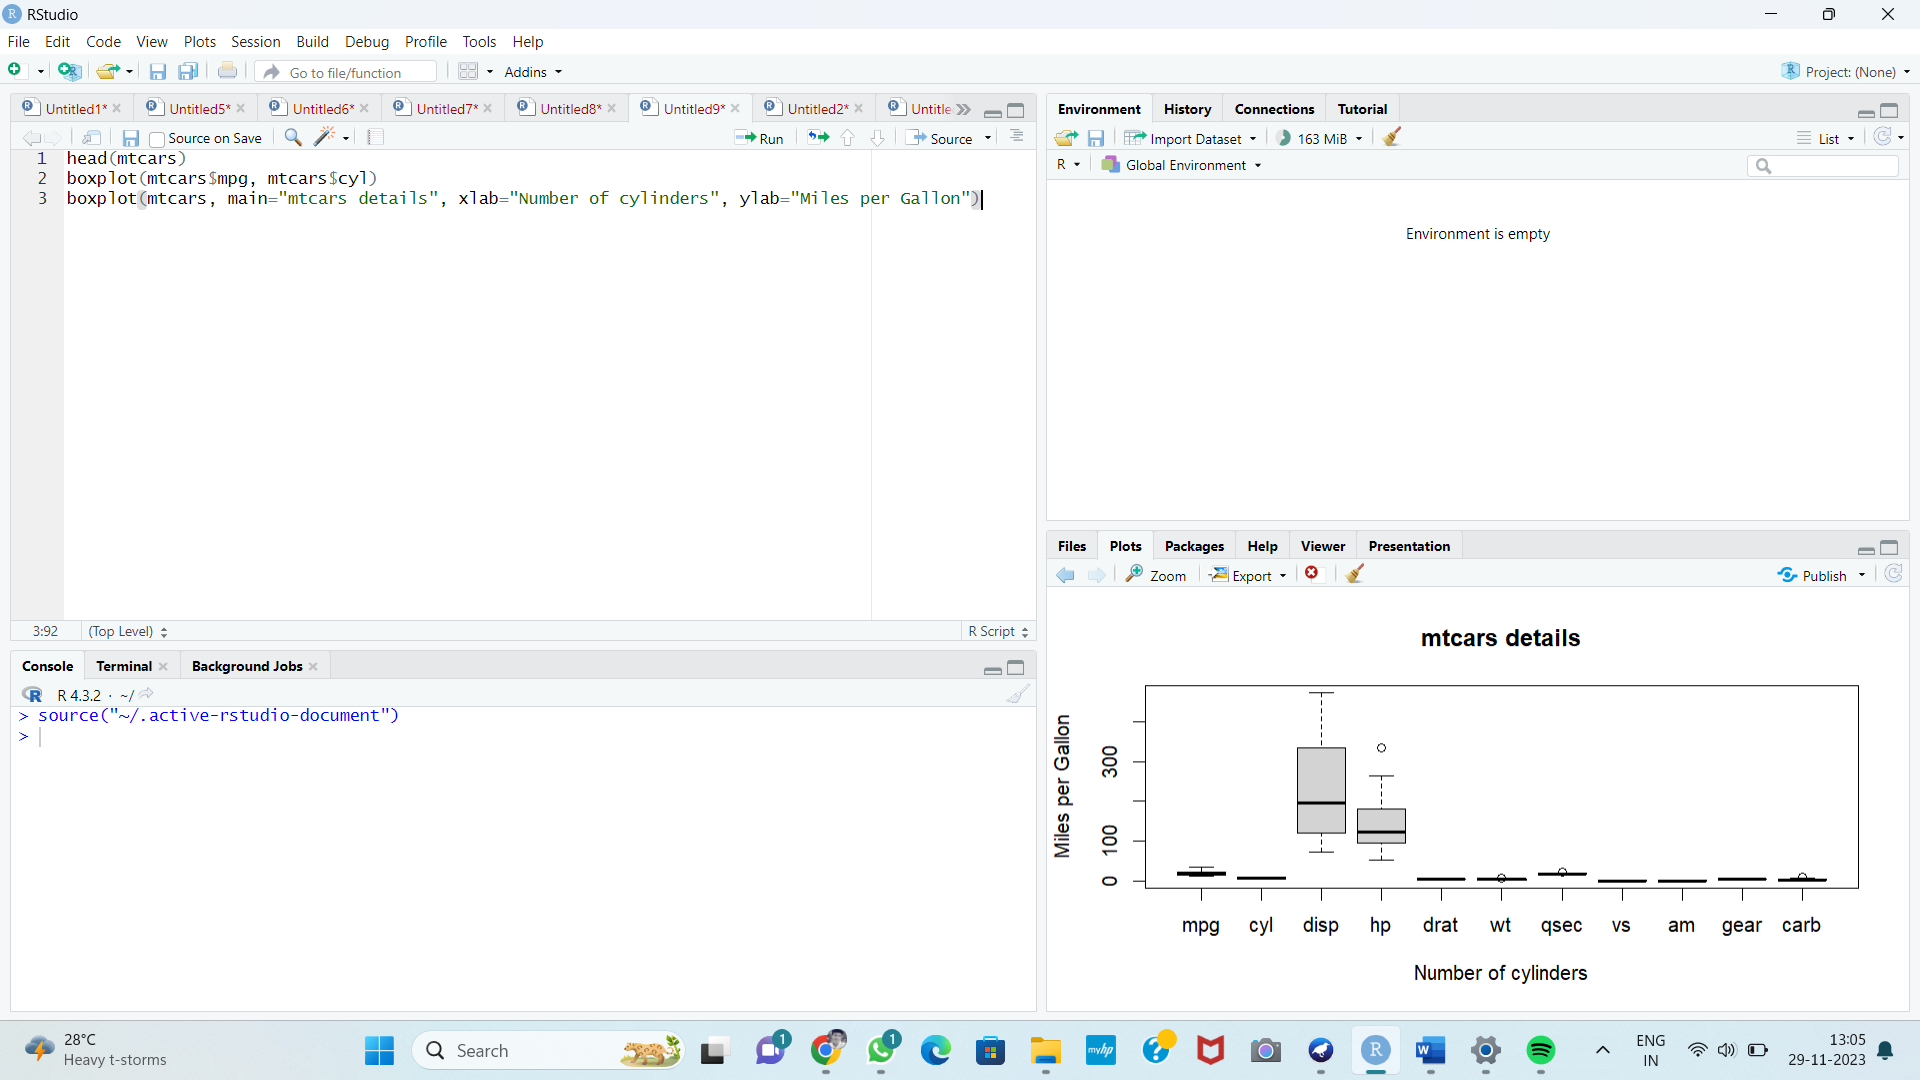 RStudio
File Edit Code View Plots Session Build Debug Profile Tools Help
Go to file/function Addins Project: (None)
Untitled1* Untitled5* Untitled6* Untitled7* Untitled8* Untitled9* Untitled2* Untitle
Source on Save Run Source
1 head(mtcars)
2 boxplot(mtcars$mpg, mtcars$cyl)
3 boxplot(mtcars, main="mtcars details", xlab="Number of cylinders", ylab="Miles per Gallon")
3:92 (Top Level) R Script
Console Terminal Background Jobs
R 4.3.2 · ~/
> source("~/.active-rstudio-document")
>
Environment History Connections Tutorial
Import Dataset 163 MiB List
R Global Environment
Environment is empty
Files Plots Packages Help Viewer Presentation
Zoom Export Publish
mtcars details
Miles per Gallon
300
100
0
mpg cyl disp hp drat wt qsec vs am gear carb
Number of cylinders
28°C
Heavy t-storms
Search
1
1
myhp
R
W
ENG
IN
13:05
29-11-2023